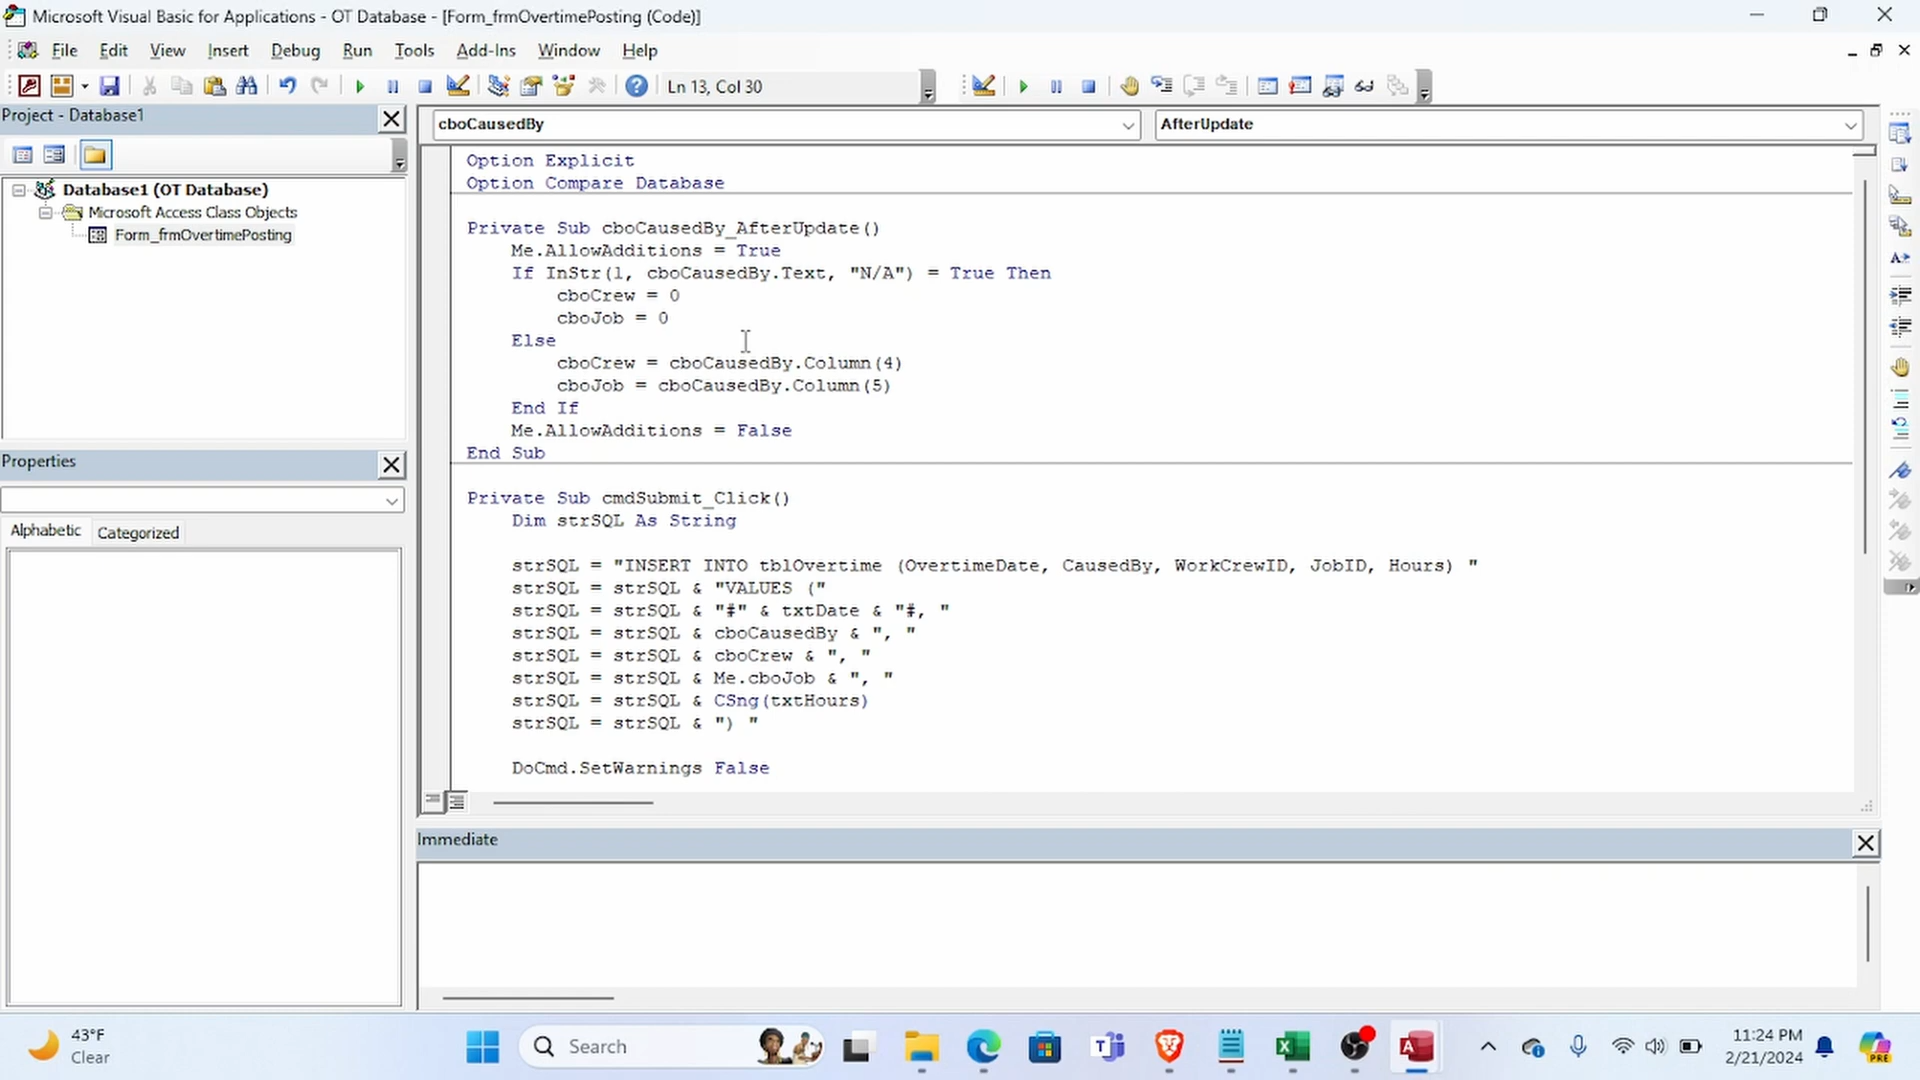 Microsoft Visual Basic for Applications - OT Database - [Form_frmOvertimePosting (Code)]
File Edit View Insert Debug Run Tools Add-Ins Window Help
Ln 13, Col 30
Project - Database1
Database1 (OT Database)
Microsoft Access Class Objects
Form_frmOvertimePosting
Properties
Alphabetic Categorized
cboCausedBy AfterUpdate
Option Explicit
Option Compare Database
Private Sub cboCausedBy_AfterUpdate()
Me.AllowAdditions = True
If InStr(1, cboCausedBy.Text, "N/A") = True Then
cboCrew = 0
cboJob = 0
Else
cboCrew = cboCausedBy.Column(4)
cboJob = cboCausedBy.Column(5)
End If
Me.AllowAdditions = False
End Sub
Private Sub cmdSubmit_Click()
Dim strSQL As String
strSQL = "INSERT INTO tblOvertime (OvertimeDate, CausedBy, WorkCrewID, JobID, Hours) "
strSQL = strSQL & "VALUES ("
strSQL = strSQL & "#" & txtDate & "#, "
strSQL = strSQL & cboCausedBy & ", "
strSQL = strSQL & cboCrew & ", "
strSQL = strSQL & Me.cboJob & ", "
strSQL = strSQL & CSng(txtHours)
strSQL = strSQL & ") "
DoCmd.SetWarnings False
Immediate
43°F
Clear
Search
11:24 PM
2/21/2024
PRE